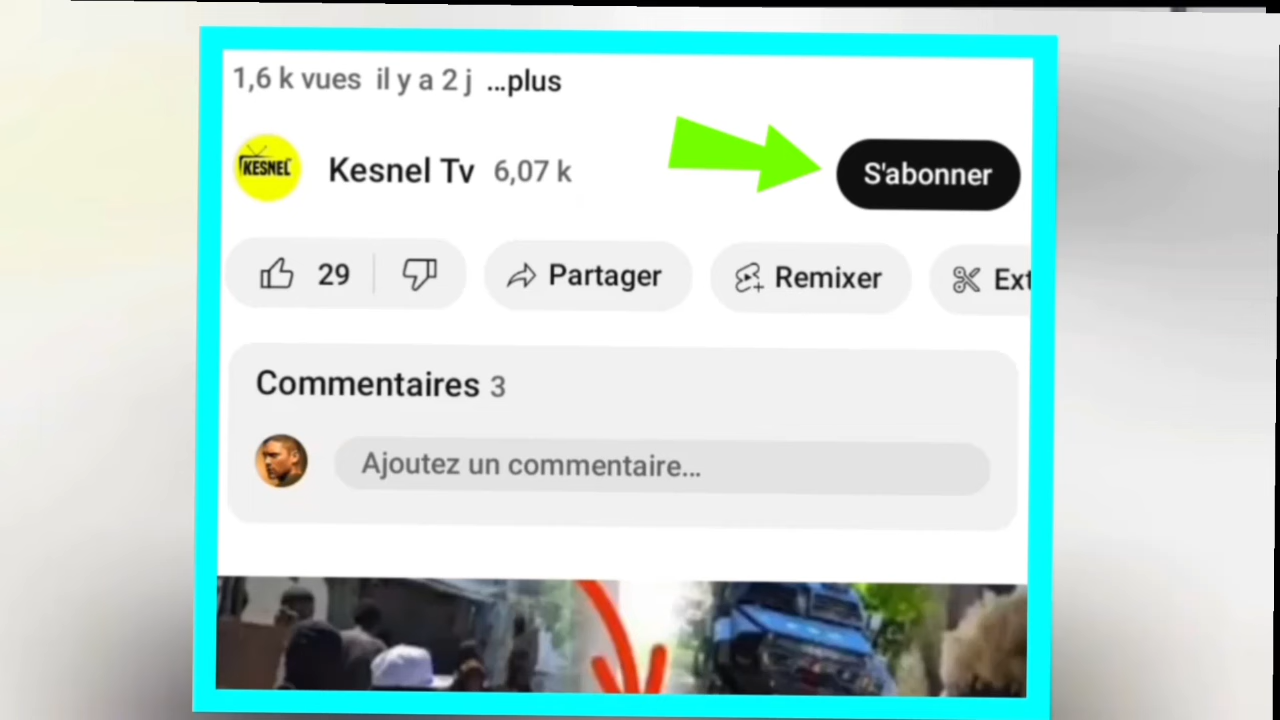 1,6 k vues il y a 2 j ...plus
KESNEL
Kesnel Tv 6,07 k
S'abonner
29
Partager
Remixer
Ext
Commentaires 3
Ajoutez un commentaire...